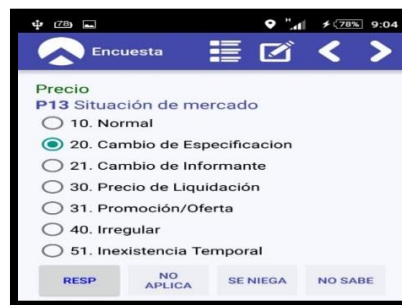 78 78% 9:04
Encuesta
Precio
P13 Situación de mercado
10. Normal
20. Cambio de Especificacion
21. Cambio de Informante
30. Precio de Liquidación
31. Promoción/Oferta
40. Irregular
51. Inexistencia Temporal
RESP NO APLICA SE NIEGA NO SABE